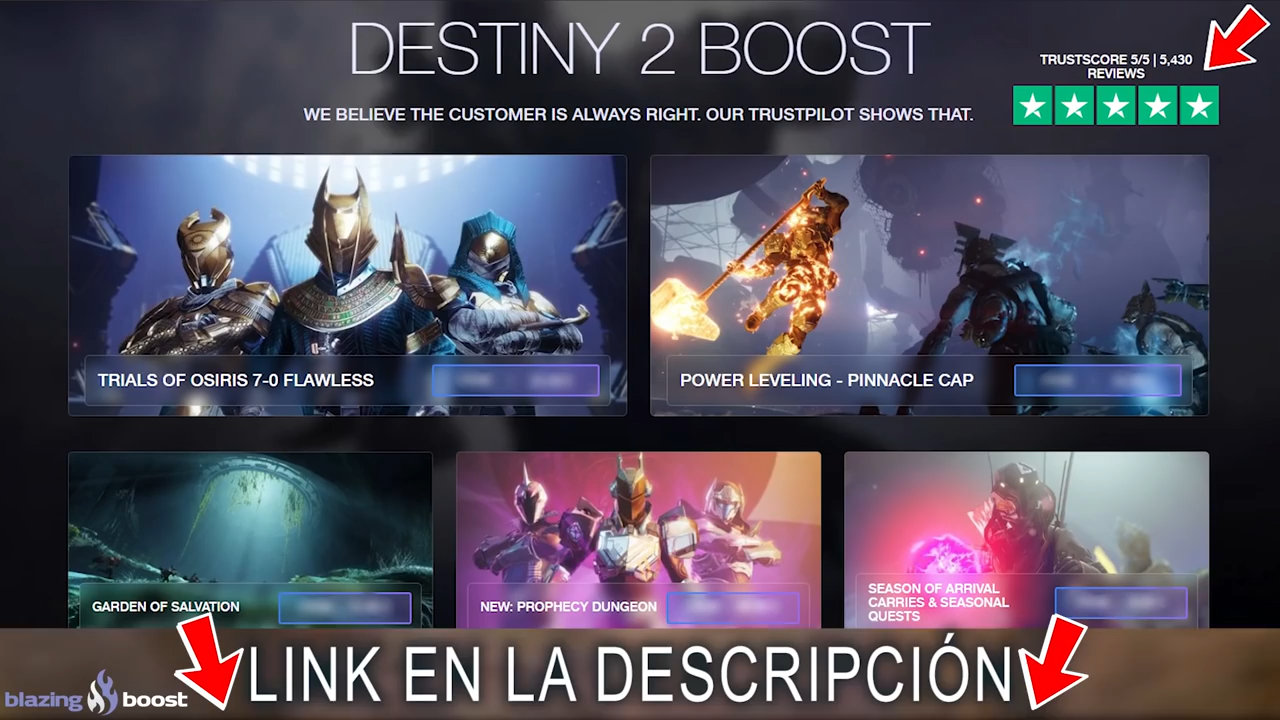 DESTINY 2 BOOST
TRUSTSCORE 5/5 | 5,430
REVIEWS
WE BELIEVE THE CUSTOMER IS ALWAYS RIGHT. OUR TRUSTPILOT SHOWS THAT.
TRIALS OF OSIRIS 7-0 FLAWLESS
POWER LEVELING - PINNACLE CAP
GARDEN OF SALVATION
NEW: PROPHECY DUNGEON
SEASON OF ARRIVAL
CARRIES & SEASONAL
QUESTS
LINK EN LA DESCRIPCIÓN
blazing boost